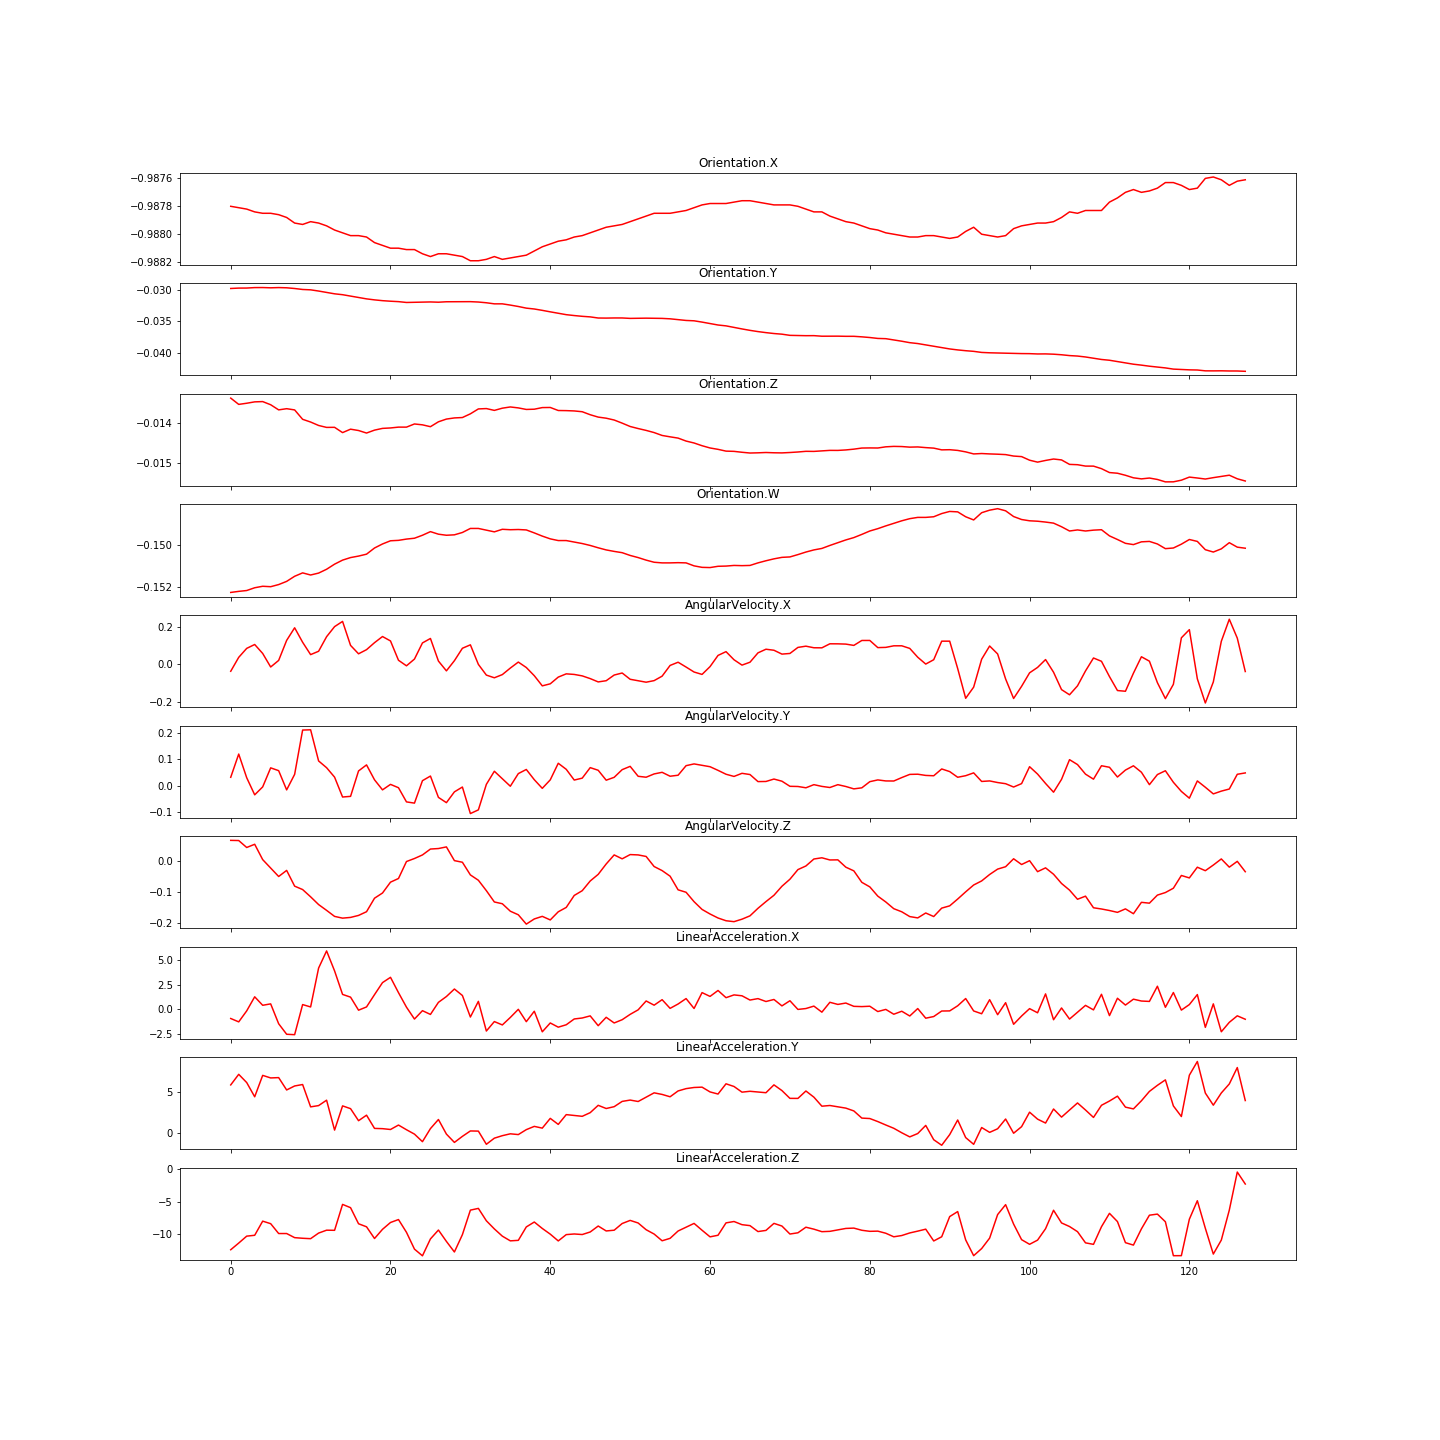 Orientation.X
−0.9876
−0.9878
−0.9880
−0.9882
Orientation.Y
−0.030
−0.035
−0.040
Orientation.Z
−0.014
−0.015
Orientation.W
−0.150
−0.152
AngularVelocity.X
0.2
0.0
−0.2
AngularVelocity.Y
0.2
0.1
0.0
−0.1
AngularVelocity.Z
0.0
−0.1
−0.2
LinearAcceleration.X
5.0
2.5
0.0
−2.5
LinearAcceleration.Y
5
0
LinearAcceleration.Z
0
−5
−10
0 20 40 60 80 100 120